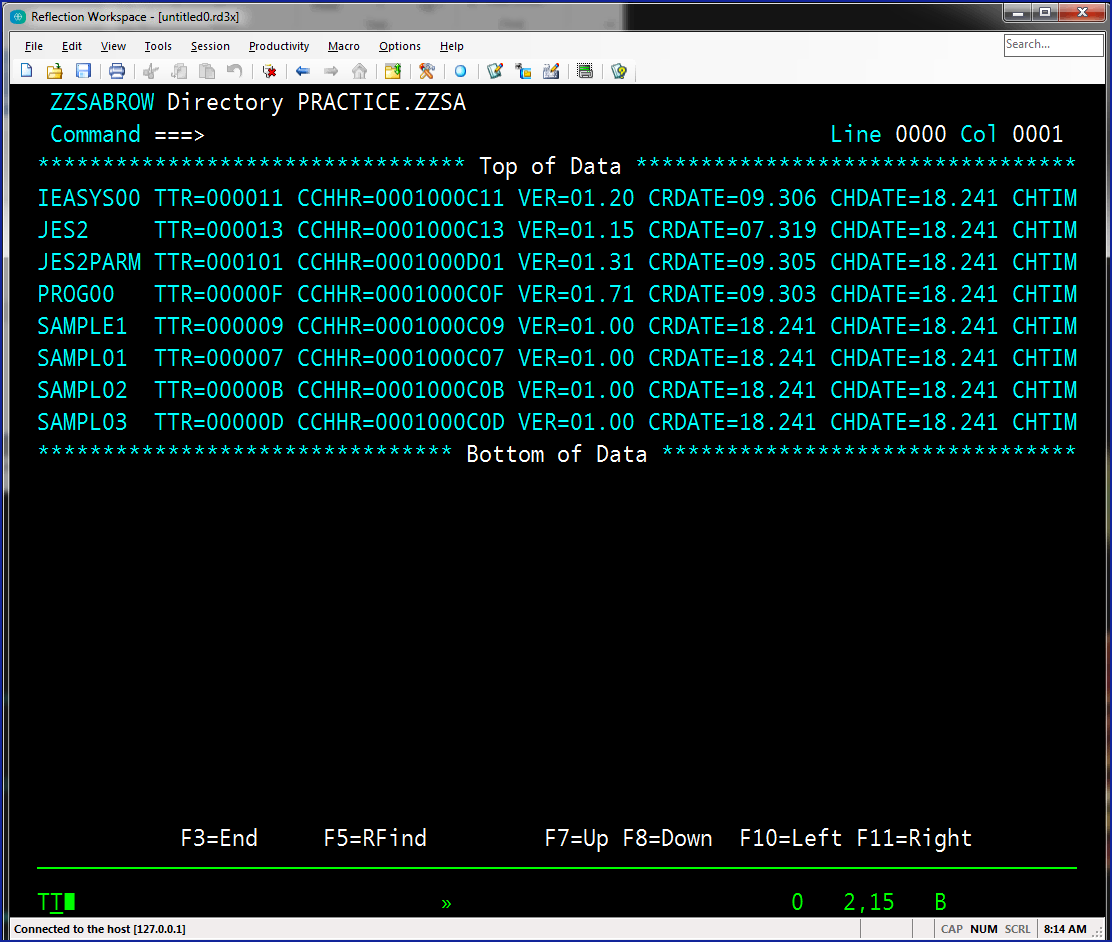 Reflection Workspace - [untitled0.rd3x]
File Edit View Tools Session Productivity Macro Options Help
Search...
ZZSABROW Directory PRACTICE.ZZSA
Command ===> Line 0000 Col 0001
********************************* Top of Data **********************************
IEASYS00 TTR=000011 CCHHR=0001000C11 VER=01.20 CRDATE=09.306 CHDATE=18.241 CHTIM
JES2 TTR=000013 CCHHR=0001000C13 VER=01.15 CRDATE=07.319 CHDATE=18.241 CHTIM
JES2PARM TTR=000101 CCHHR=0001000D01 VER=01.31 CRDATE=09.305 CHDATE=18.241 CHTIM
PROG00 TTR=00000F CCHHR=0001000C0F VER=01.71 CRDATE=09.303 CHDATE=18.241 CHTIM
SAMPLE1 TTR=000009 CCHHR=0001000C09 VER=01.00 CRDATE=18.241 CHDATE=18.241 CHTIM
SAMPL01 TTR=000007 CCHHR=0001000C07 VER=01.00 CRDATE=18.241 CHDATE=18.241 CHTIM
SAMPL02 TTR=00000B CCHHR=0001000C0B VER=01.00 CRDATE=18.241 CHDATE=18.241 CHTIM
SAMPL03 TTR=00000D CCHHR=0001000C0D VER=01.00 CRDATE=18.241 CHDATE=18.241 CHTIM
******************************** Bottom of Data ********************************
F3=End F5=RFind F7=Up F8=Down F10=Left F11=Right
TT » 0 2,15 B
Connected to the host [127.0.0.1] CAP NUM SCRL 8:14 AM